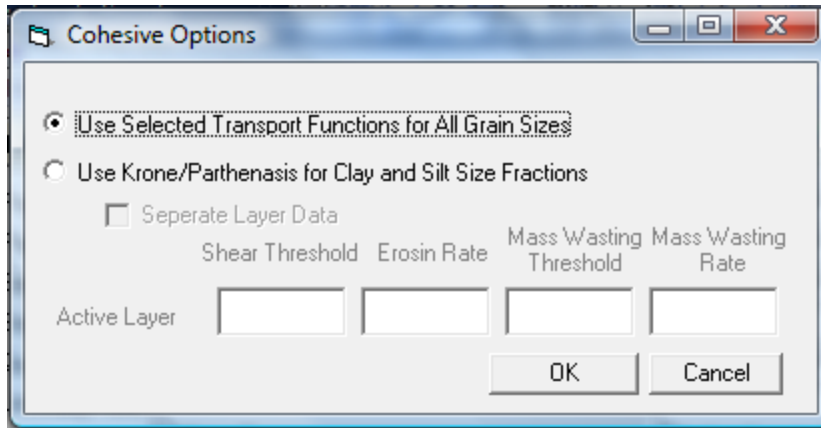 Cohesive Options
Use Selected Transport Functions for All Grain Sizes
Use Krone/Parthenasis for Clay and Silt Size Fractions
Seperate Layer Data
Shear Threshold Erosin Rate Mass Wasting Threshold Mass Wasting Rate
Active Layer
OK Cancel